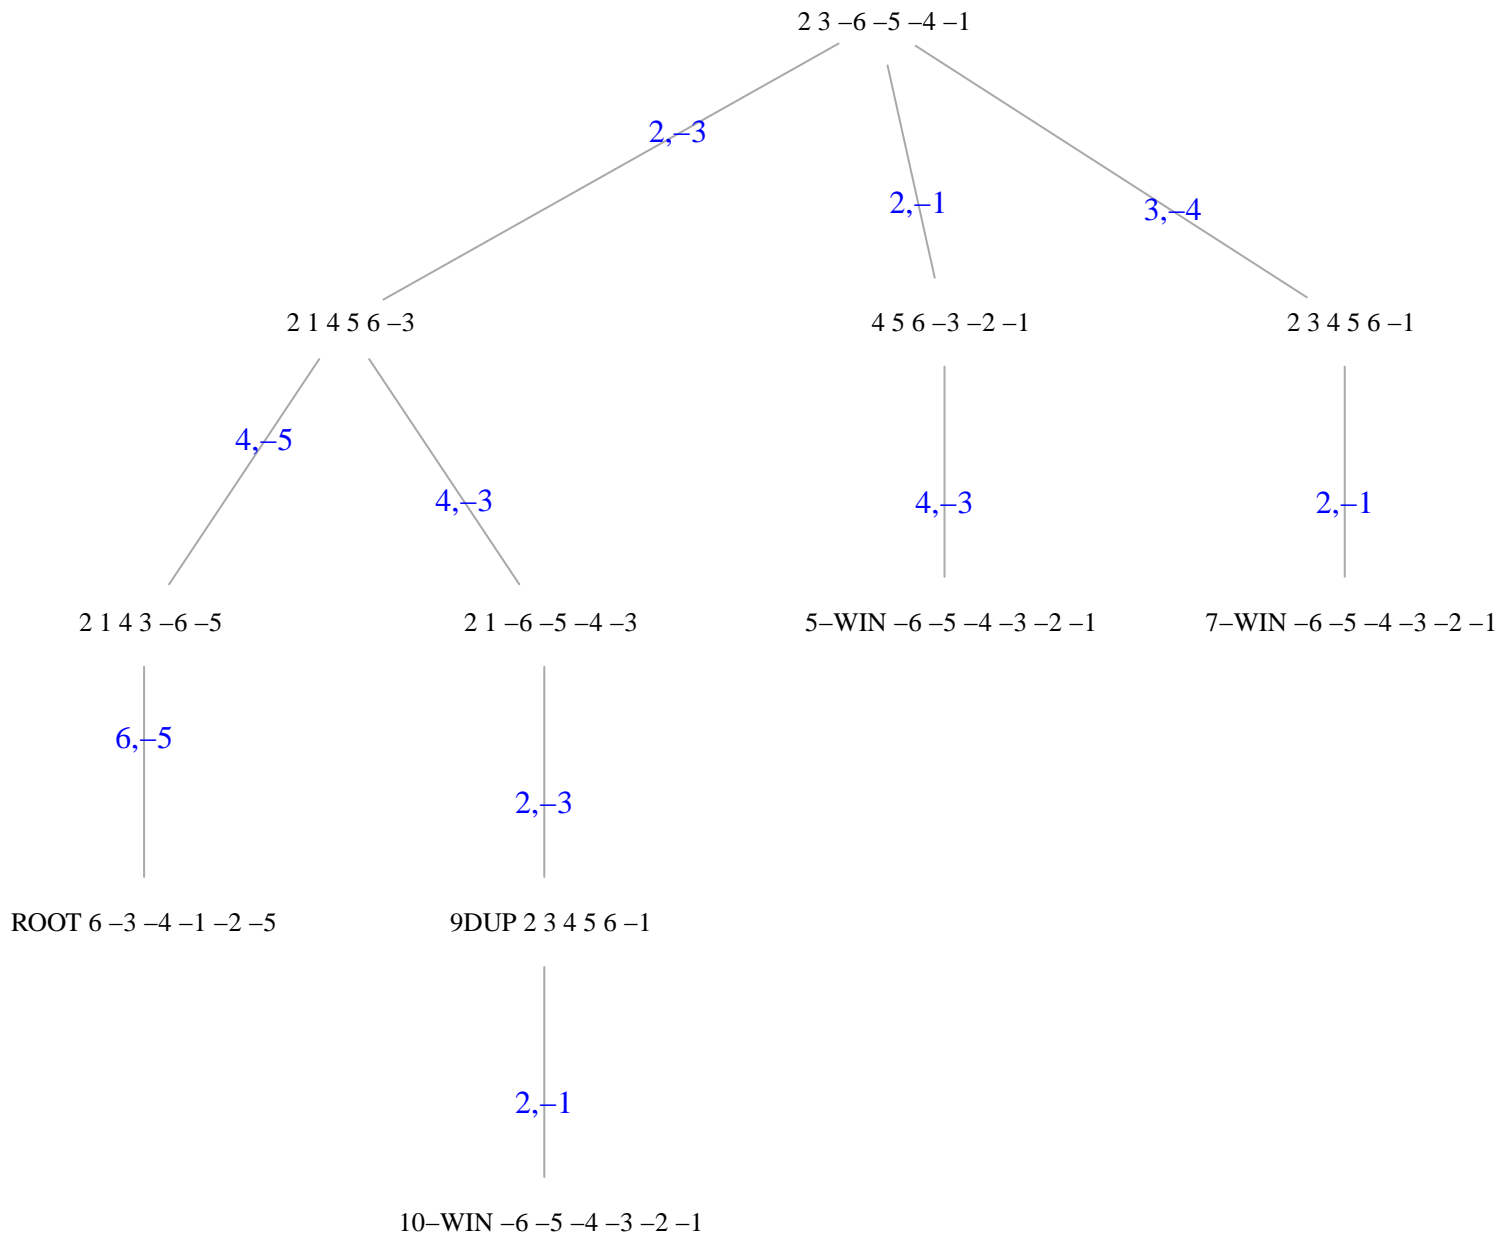 2 3 –6 –5 –4 –1
2,–3
2,–1
3,–4
2 1 4 5 6 –3
4 5 6 –3 –2 –1
2 3 4 5 6 –1
4,–5
4,–3
4,–3
2,–1
2 1 4 3 –6 –5
2 1 –6 –5 –4 –3
5–WIN –6 –5 –4 –3 –2 –1
7–WIN –6 –5 –4 –3 –2 –1
6,–5
2,–3
ROOT 6 –3 –4 –1 –2 –5
9DUP 2 3 4 5 6 –1
2,–1
10–WIN –6 –5 –4 –3 –2 –1